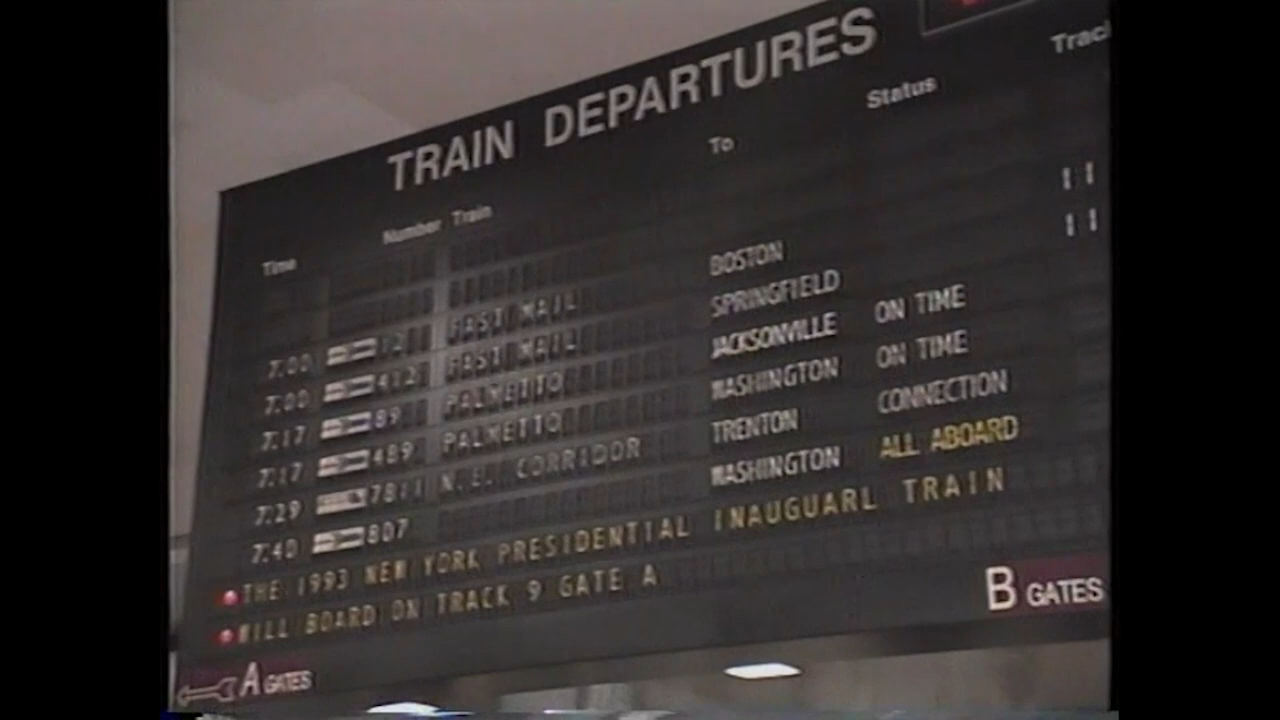 TRAIN DEPARTURES
Time Number Train To Status Track
7:00 12 FAST MAIL BOSTON 11
7:00 412 FAST MAIL SPRINGFIELD 11
7:17 89 PALMETTO JACKSONVILLE ON TIME
7:17 489 PALMETTO WASHINGTON ON TIME
7:29 7811 N.E. CORRIDOR TRENTON CONNECTION
7:40 807 WASHINGTON ALL ABOARD
THE 1993 NEW YORK PRESIDENTIAL INAUGUARL TRAIN
WILL BOARD ON TRACK 9 GATE A
A GATES
B GATES